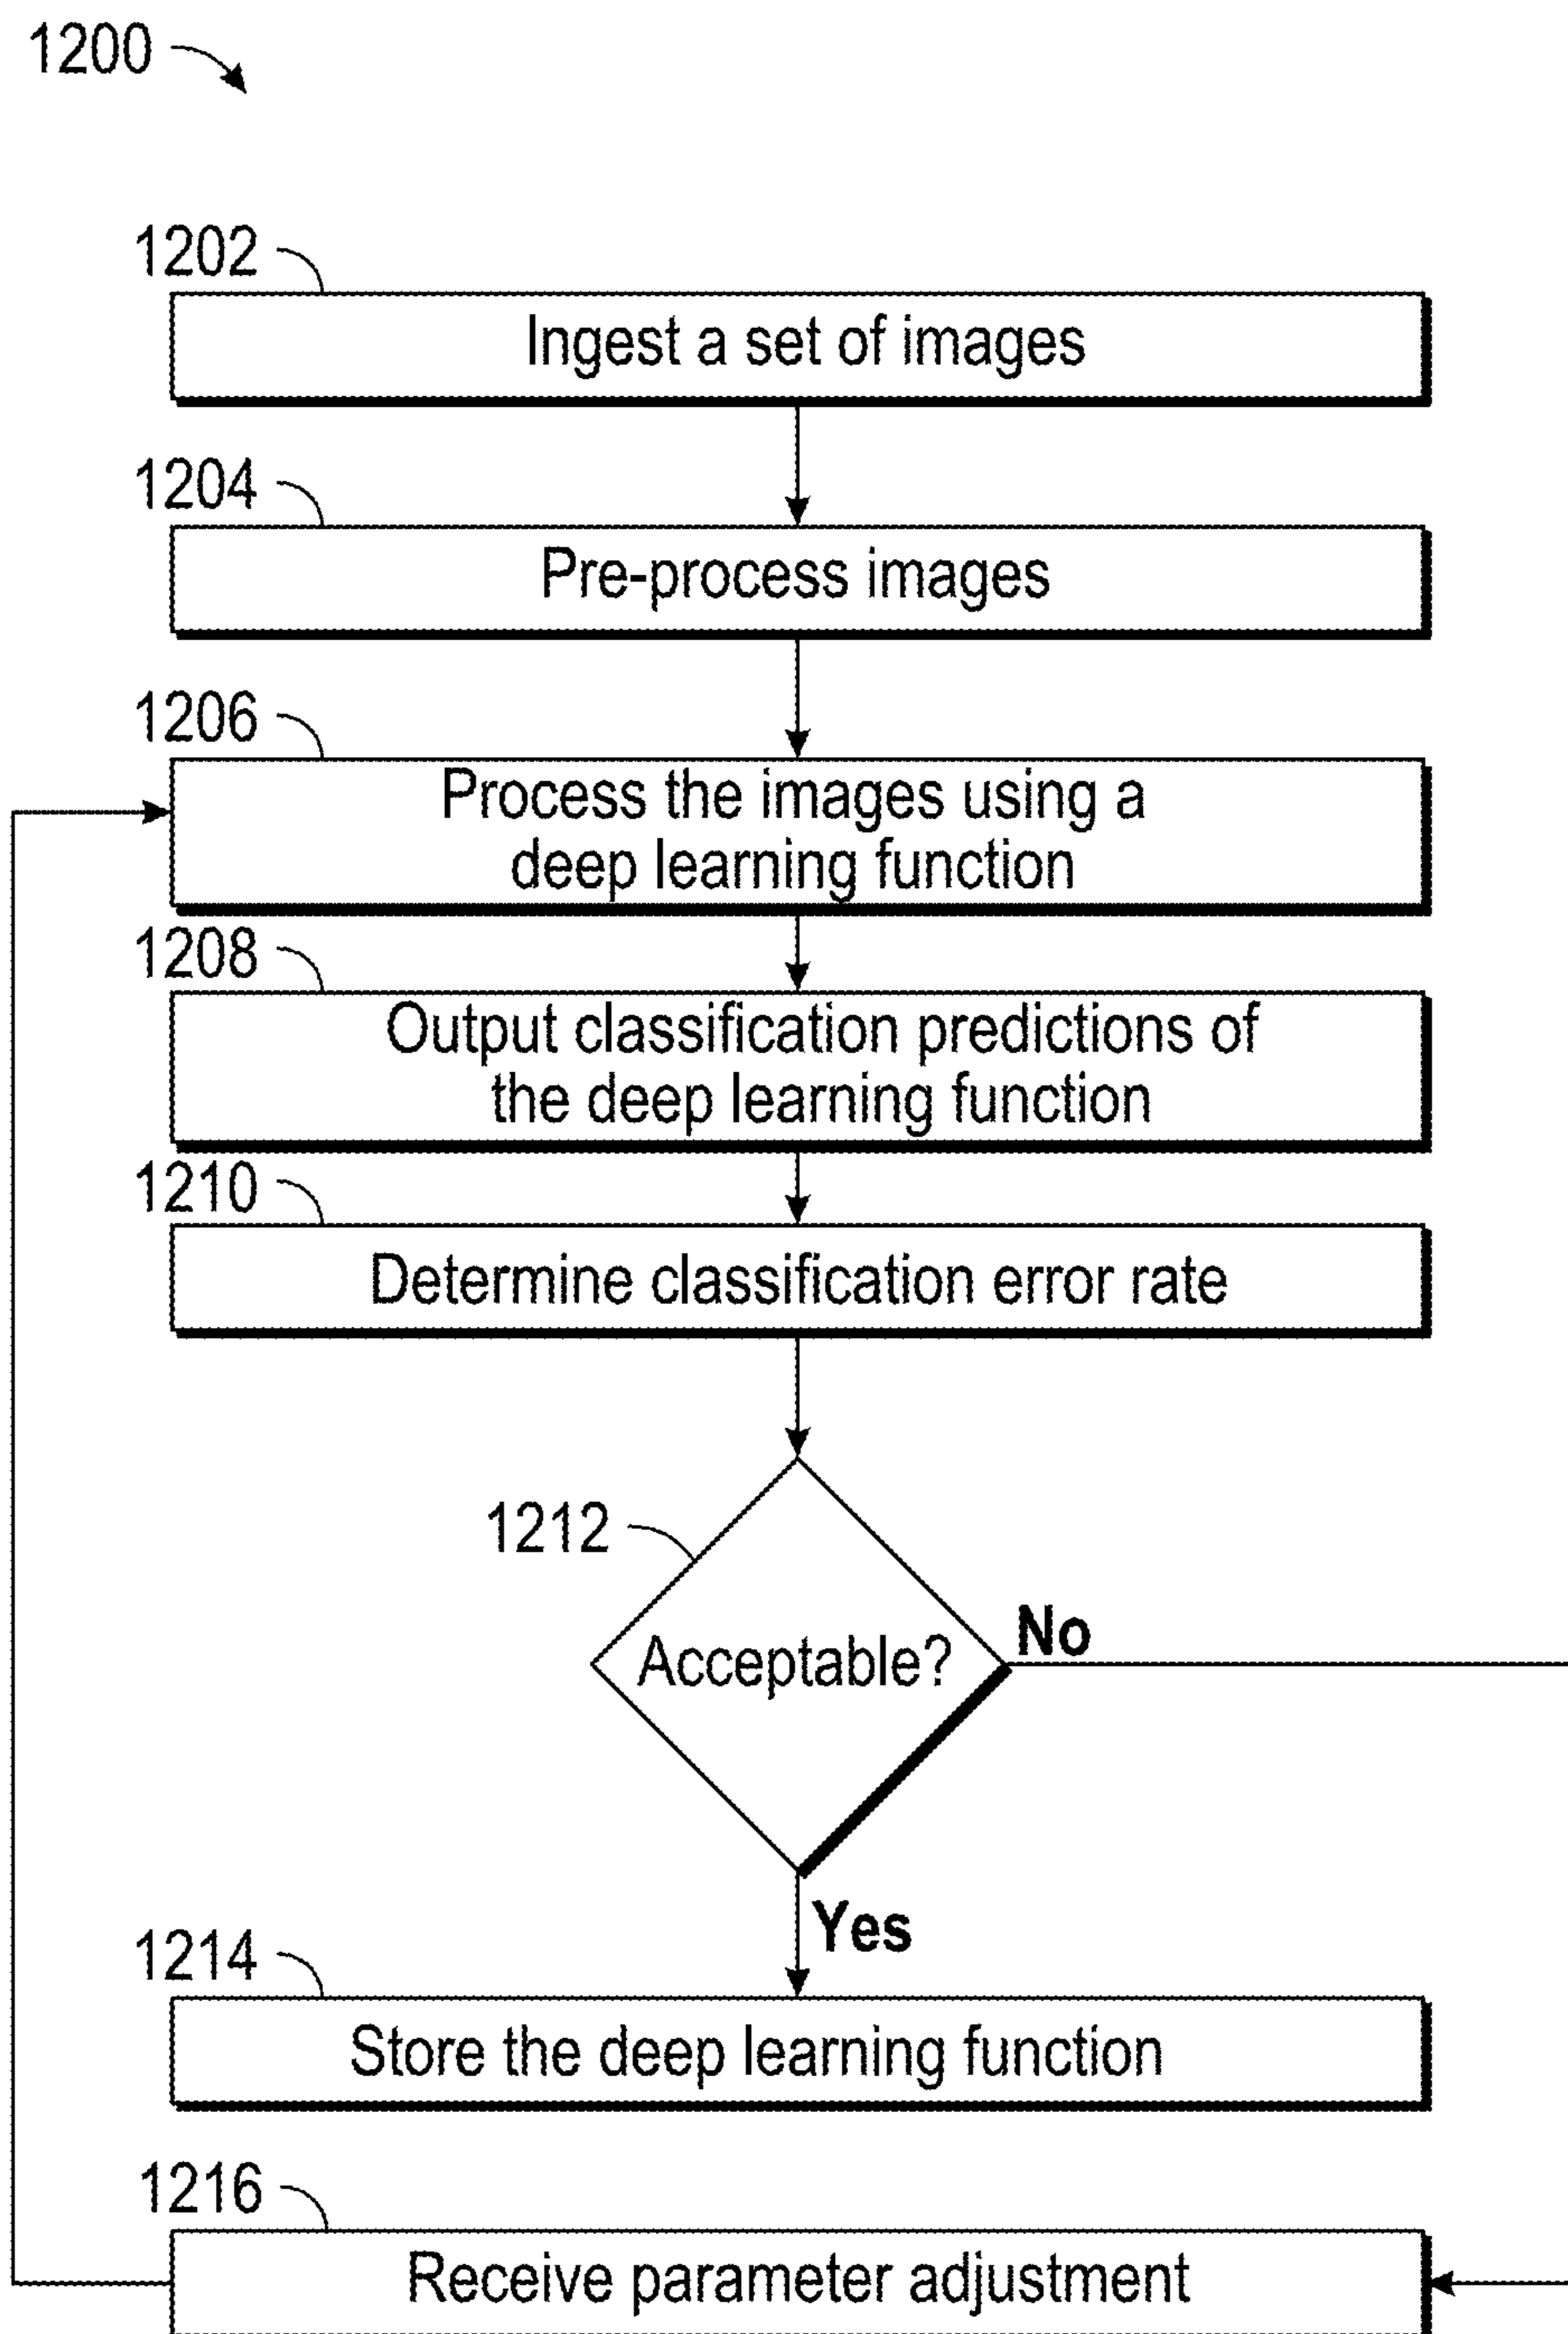 1200
1202
Ingest a set of images
1204
Pre-process images
1206
Process the images using a
deep learning function
1208
Output classification predictions of
the deep learning function
1210
Determine classification error rate
1212
Acceptable?
No
Yes
1214
Store the deep learning function
1216
Receive parameter adjustment